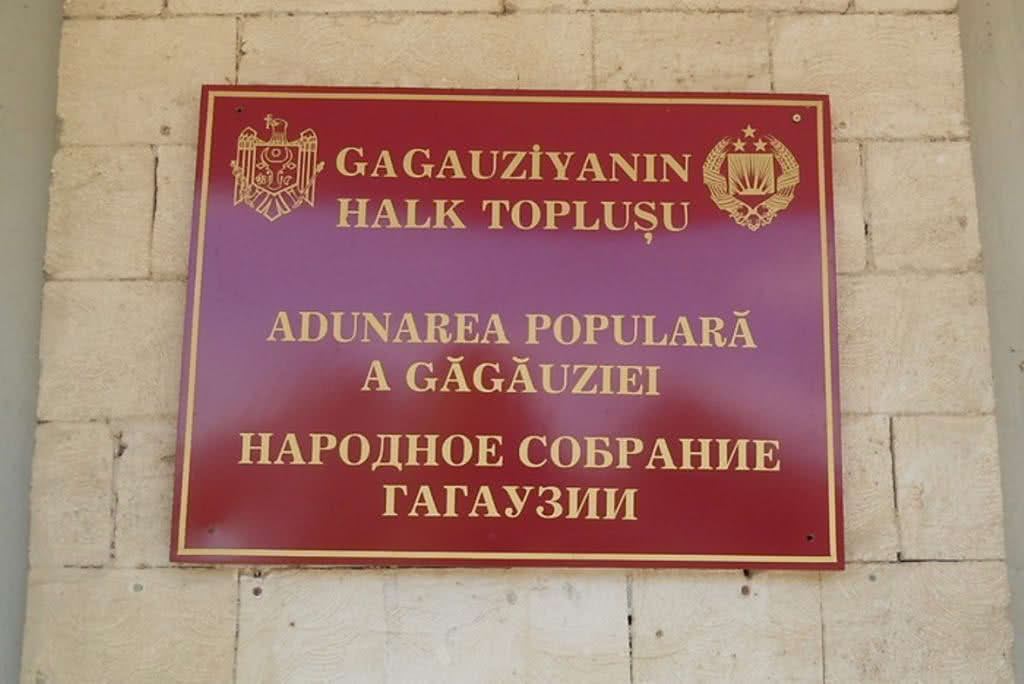 GAGAUZİYANIN
HALK TOPLUŞU
ADUNAREA POPULARĂ
A GĂGĂUZIEI
НАРОДНОЕ СОБРАНИЕ
ГАГАУЗИИ